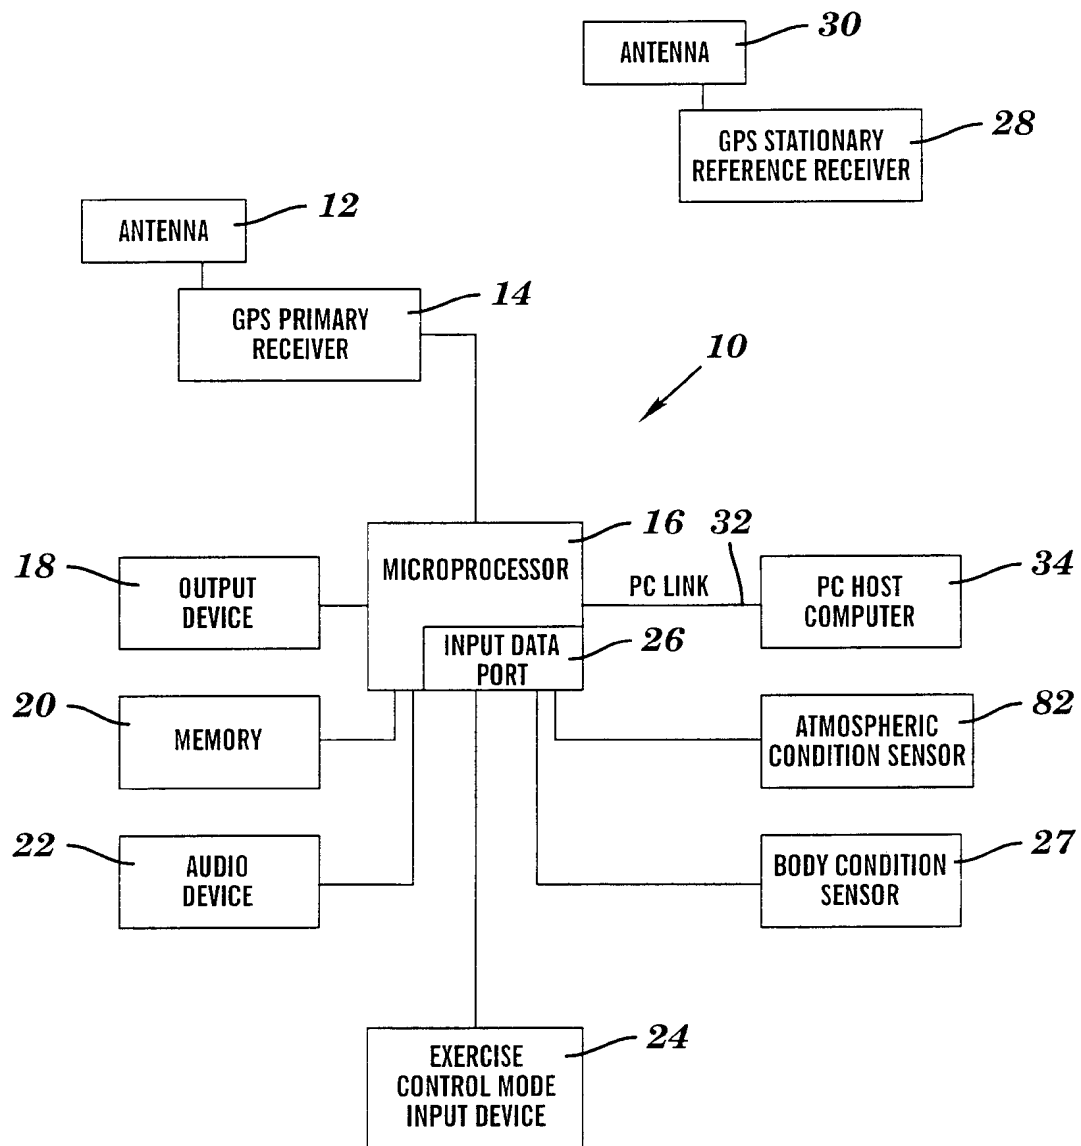 30
ANTENNA
28
GPS STATIONARY
REFERENCE RECEIVER
12
ANTENNA
14
GPS PRIMARY
RECEIVER
10
16
32
18
MICROPROCESSOR
34
OUTPUT
DEVICE
PC LINK
PC HOST
COMPUTER
INPUT DATA
PORT
26
20
MEMORY
82
ATMOSPHERIC
CONDITION SENSOR
22
AUDIO
DEVICE
27
BODY CONDITION
SENSOR
24
EXERCISE
CONTROL MODE
INPUT DEVICE